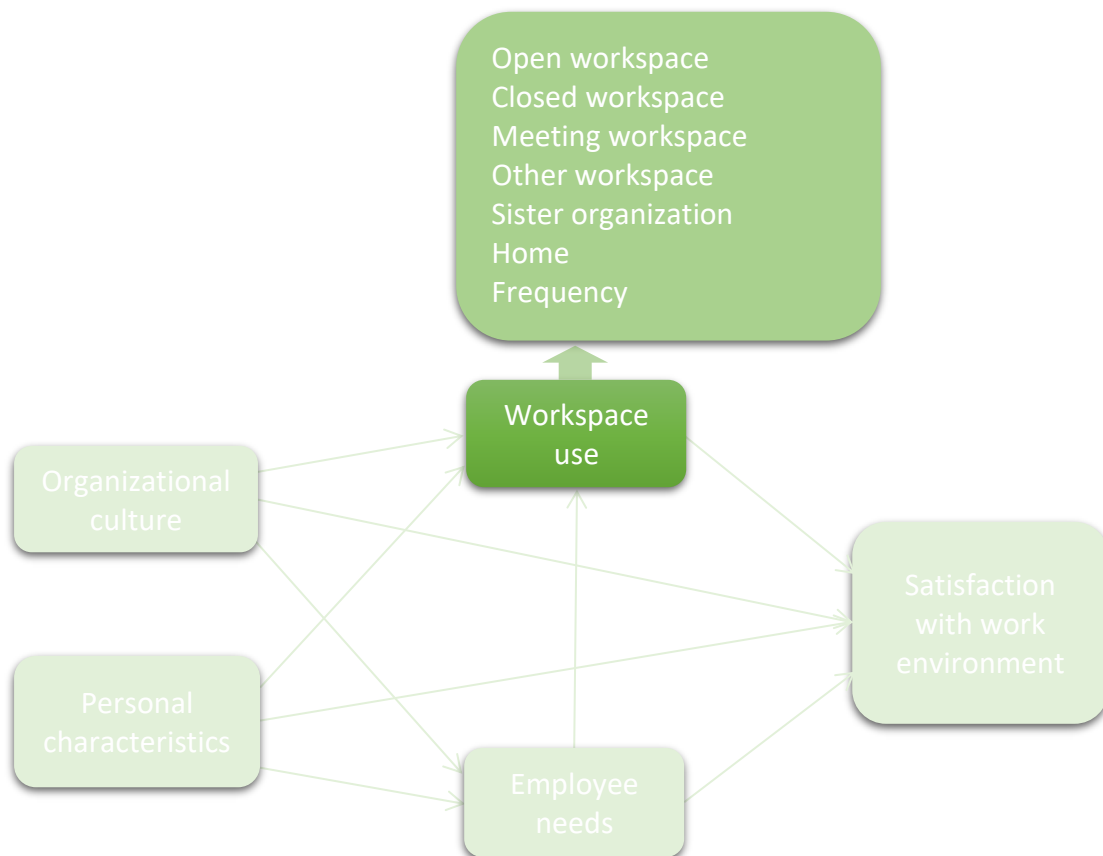 Open workspace
Closed workspace
Meeting workspace
Other workspace
Sister organization
Home
Frequency
Workspace
use
Organizational
culture
Satisfaction
with work
environment
Personal
characteristics
Employee
needs